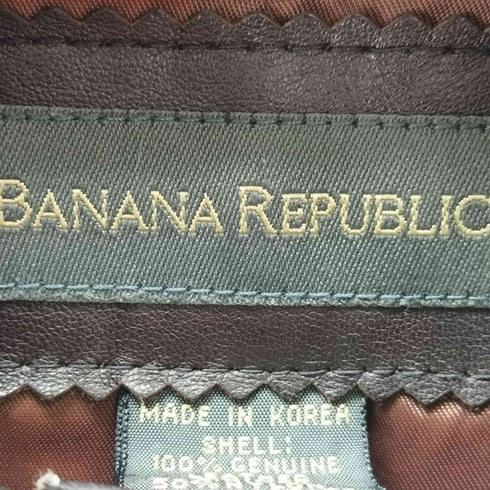 BANANA REPUBLIC
MADE IN KOREA
SHELL:
100% GENUINE